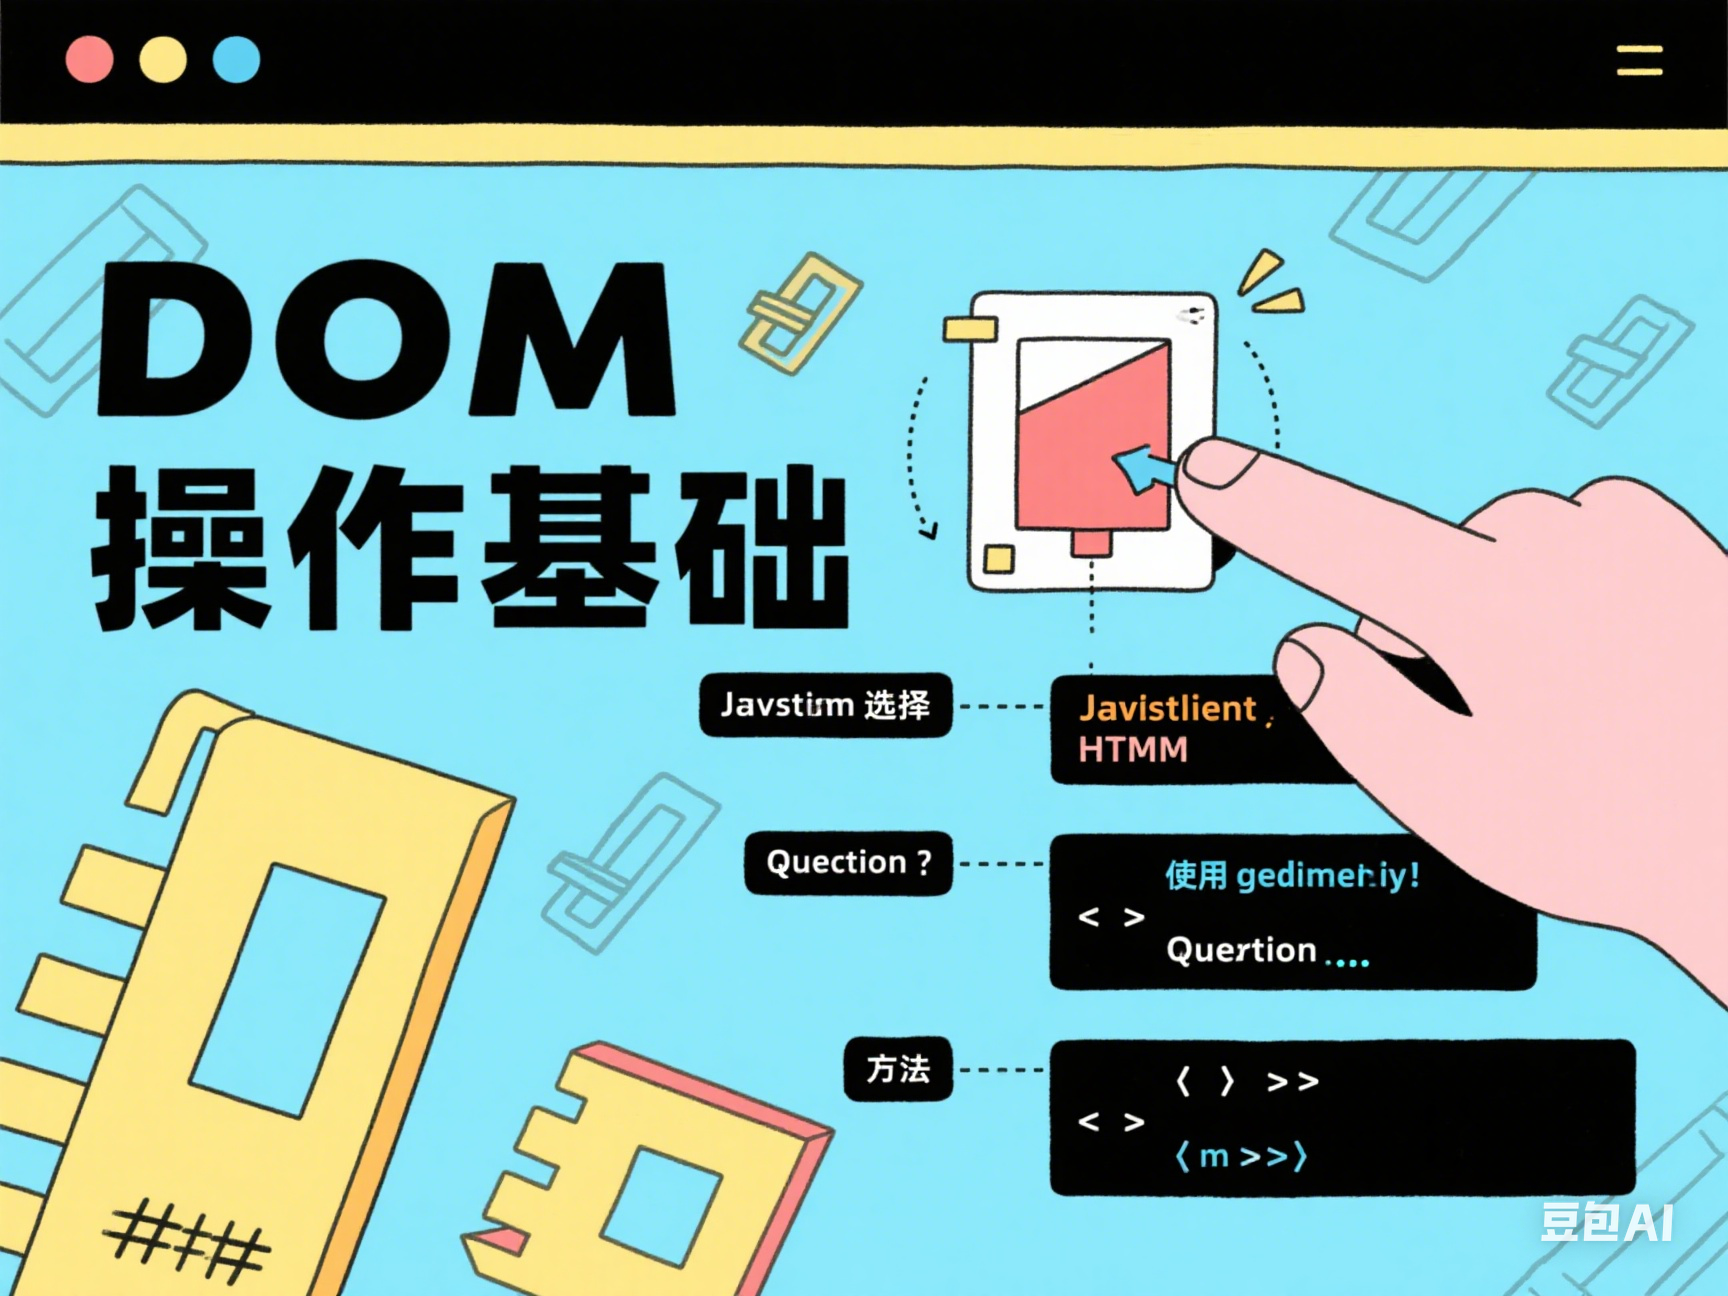 DOM
操作基础
Javstim 选择
Javistlient
HTMM
Quection ?
使用 gedimehiy!
< >
Quertion ....
方法
〈 〉 >>
< >
〈 m >>〉
####
豆包AI